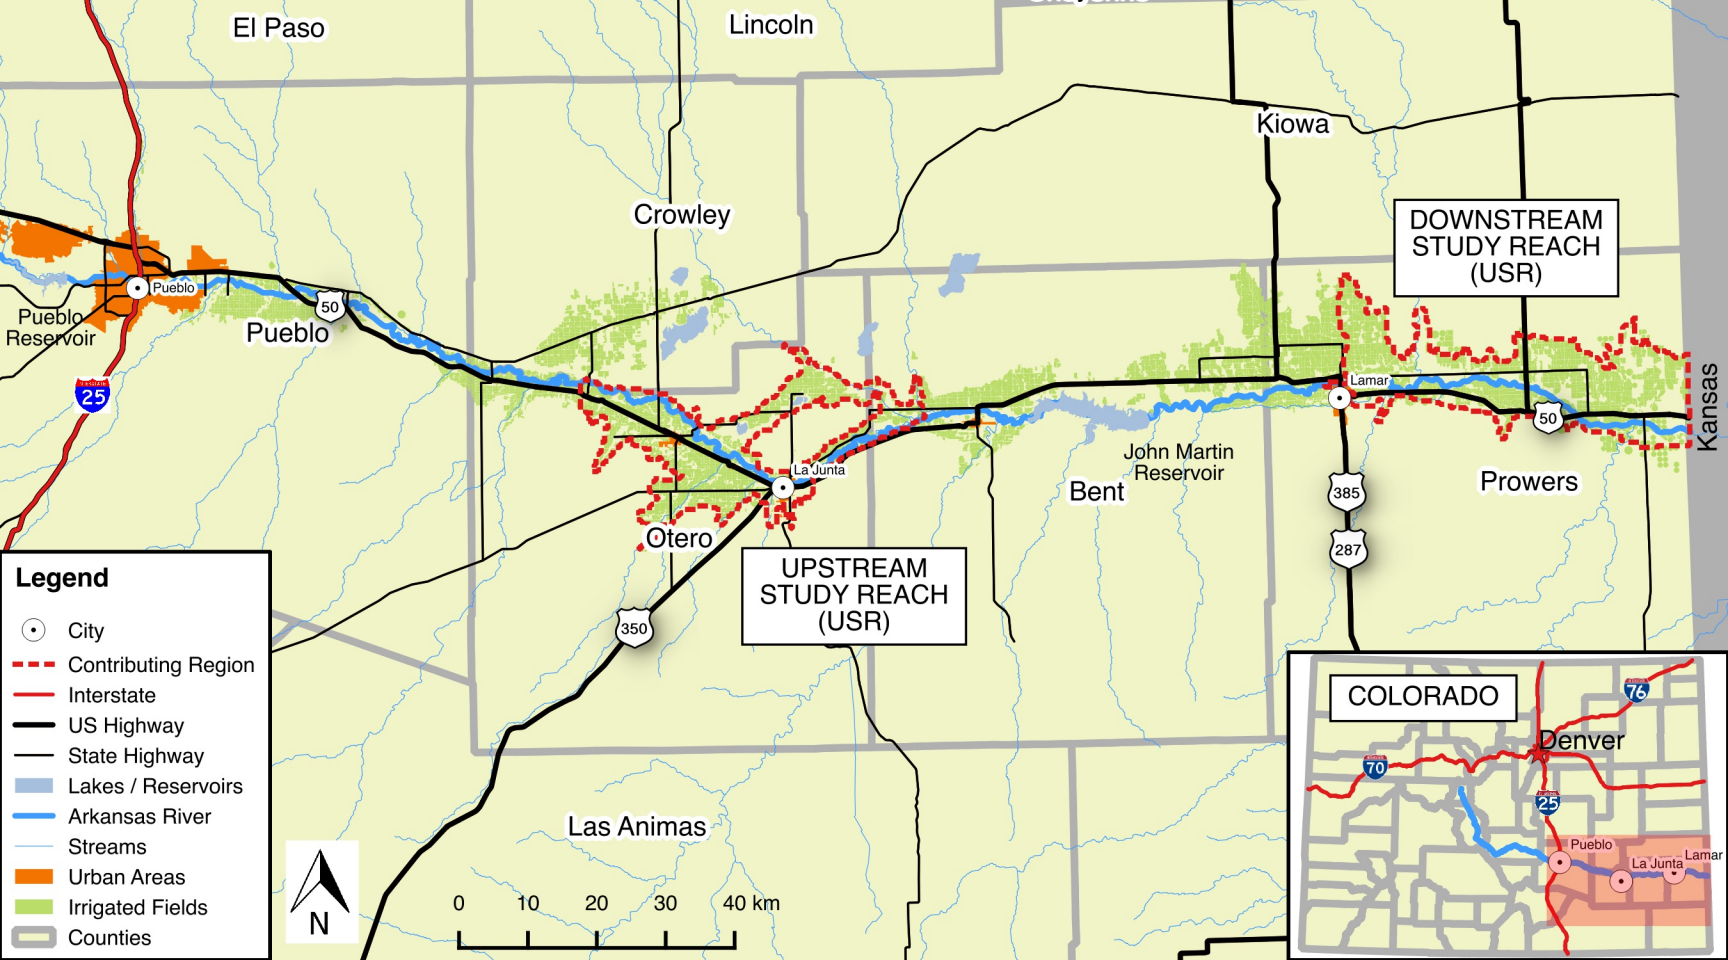 El Paso
Lincoln
Cheyenne
Kiowa
Crowley
DOWNSTREAM
STUDY REACH
(USR)
Pueblo
Pueblo
Reservoir
50
Pueblo
INTERSTATE
25
Lamar
Kansas
50
La Junta
John Martin
Reservoir
Bent
Prowers
385
Otero
287
UPSTREAM
STUDY REACH
(USR)
350
Legend
City
Contributing Region
Interstate
US Highway
State Highway
Lakes / Reservoirs
Arkansas River
Streams
Urban Areas
Irrigated Fields
Counties
N
Las Animas
0 10 20 30 40 km
COLORADO
76
Denver
70
25
Pueblo
La Junta
Lamar